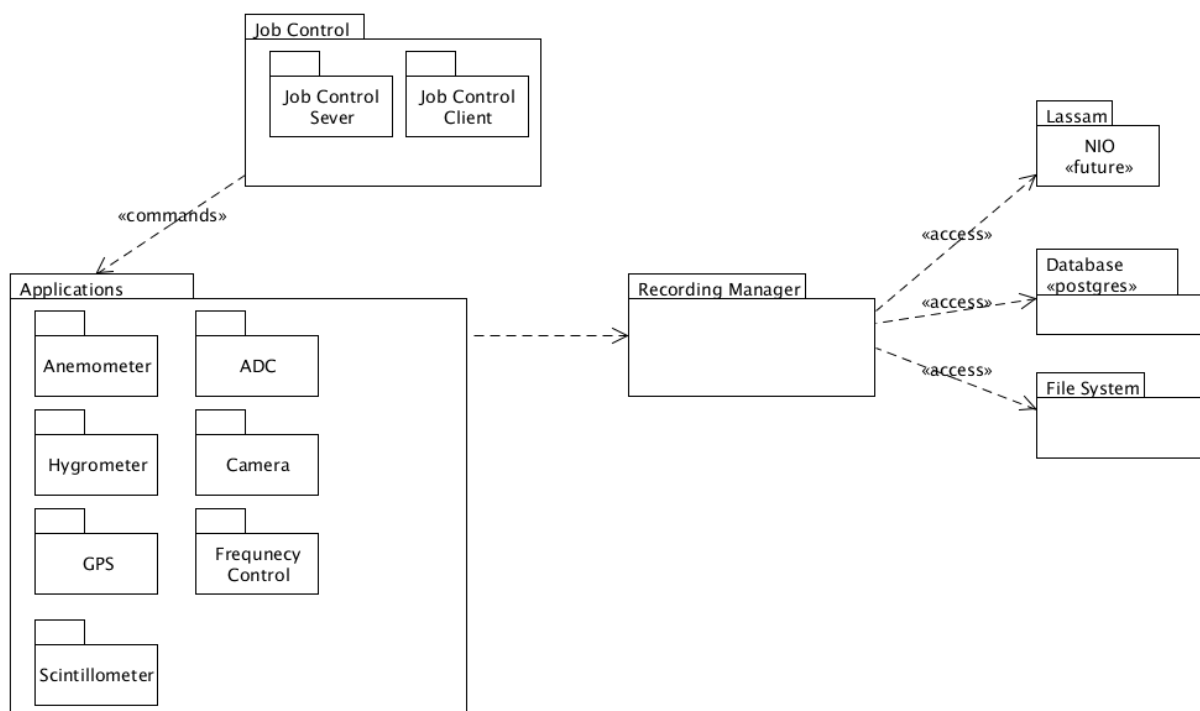 Job Control
Job Control
Sever
Job Control
Client
Lassam
NIO
«future»
«commands»
«access»
Database
«postgres»
Applications
Recording Manager
«access»
Anemometer
ADC
«access»
File System
Hygrometer
Camera
GPS
Frequnecy
Control
Scintillometer